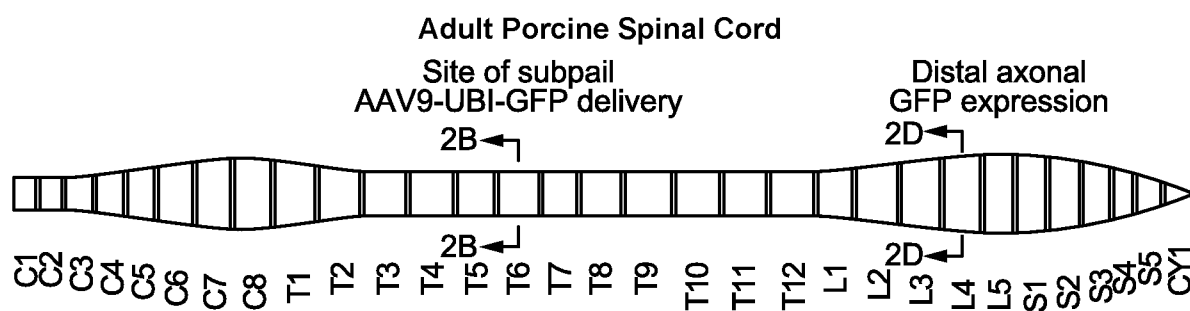 Adult Porcine Spinal Cord
Site of subpail
AAV9-UBI-GFP delivery
Distal axonal
GFP expression
2B
2D
2B
2D
C1 C2 C3 C4 C5 C6 C7 C8 T1 T2 T3 T4 T5 T6 T7 T8 T9 T10 T11 T12 L1 L2 L3 L4 L5 S1 S2 S3 S4 S5 CY1